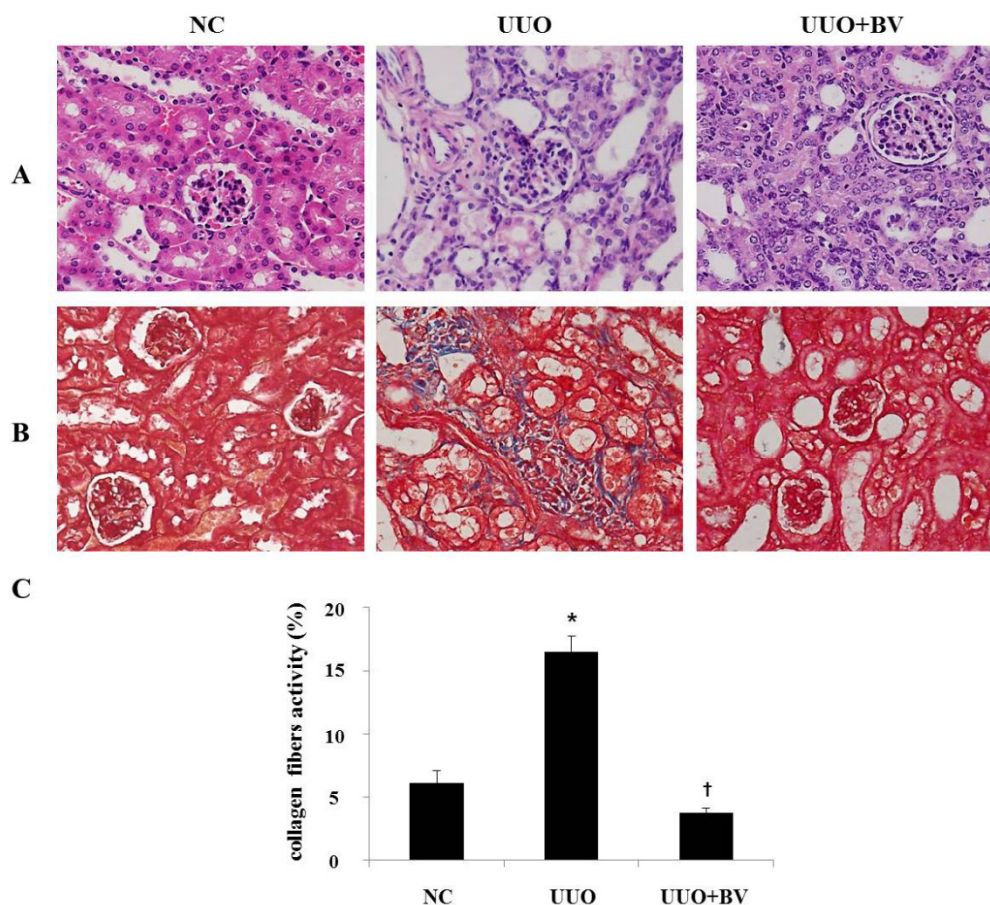 NC UUO UUO+BV
A
B
C
collagen fibers activity (%)
20
15
10
5
0
*
†
NC UUO UUO+BV